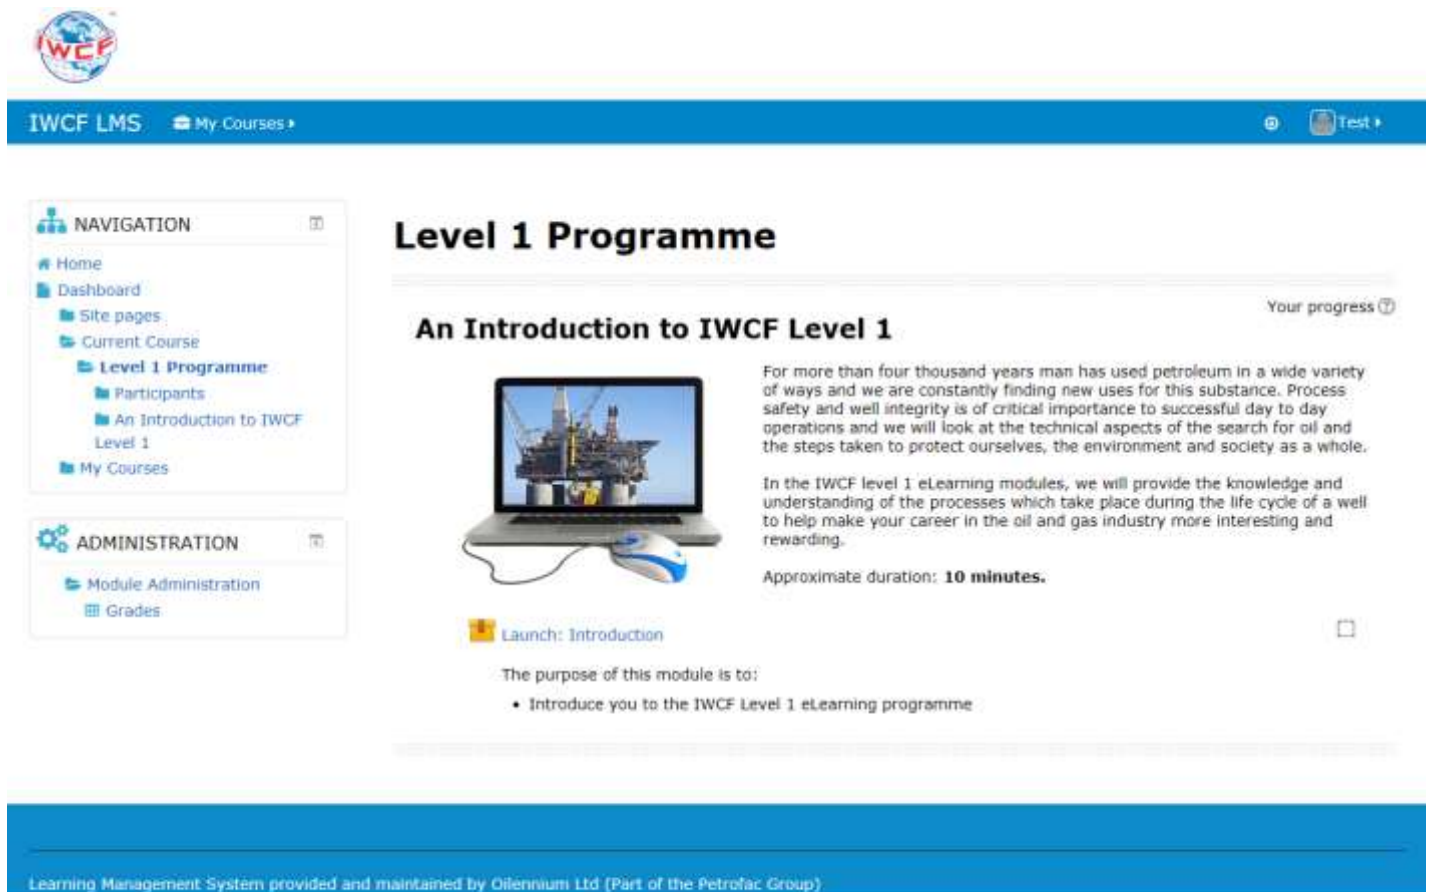 IWCF
IWCF LMS My Courses
Test
NAVIGATION
Home
Dashboard
Site pages
Current Course
Level 1 Programme
Participants
An Introduction to IWCF
Level 1
My Courses
ADMINISTRATION
Module Administration
Grades
Level 1 Programme
Your progress
An Introduction to IWCF Level 1
For more than four thousand years man has used petroleum in a wide variety
of ways and we are constantly finding new uses for this substance. Process
safety and well integrity is of critical importance to successful day to day
operations and we will look at the technical aspects of the search for oil and
the steps taken to protect ourselves, the environment and society as a whole.
In the IWCF level 1 eLearning modules, we will provide the knowledge and
understanding of the processes which take place during the life cycle of a well
to help make your career in the oil and gas industry more interesting and
rewarding.
Approximate duration: 10 minutes.
Launch: Introduction
The purpose of this module is to:
• Introduce you to the IWCF Level 1 eLearning programme
Learning Management System provided and maintained by Oilennium Ltd (Part of the Petrofac Group)